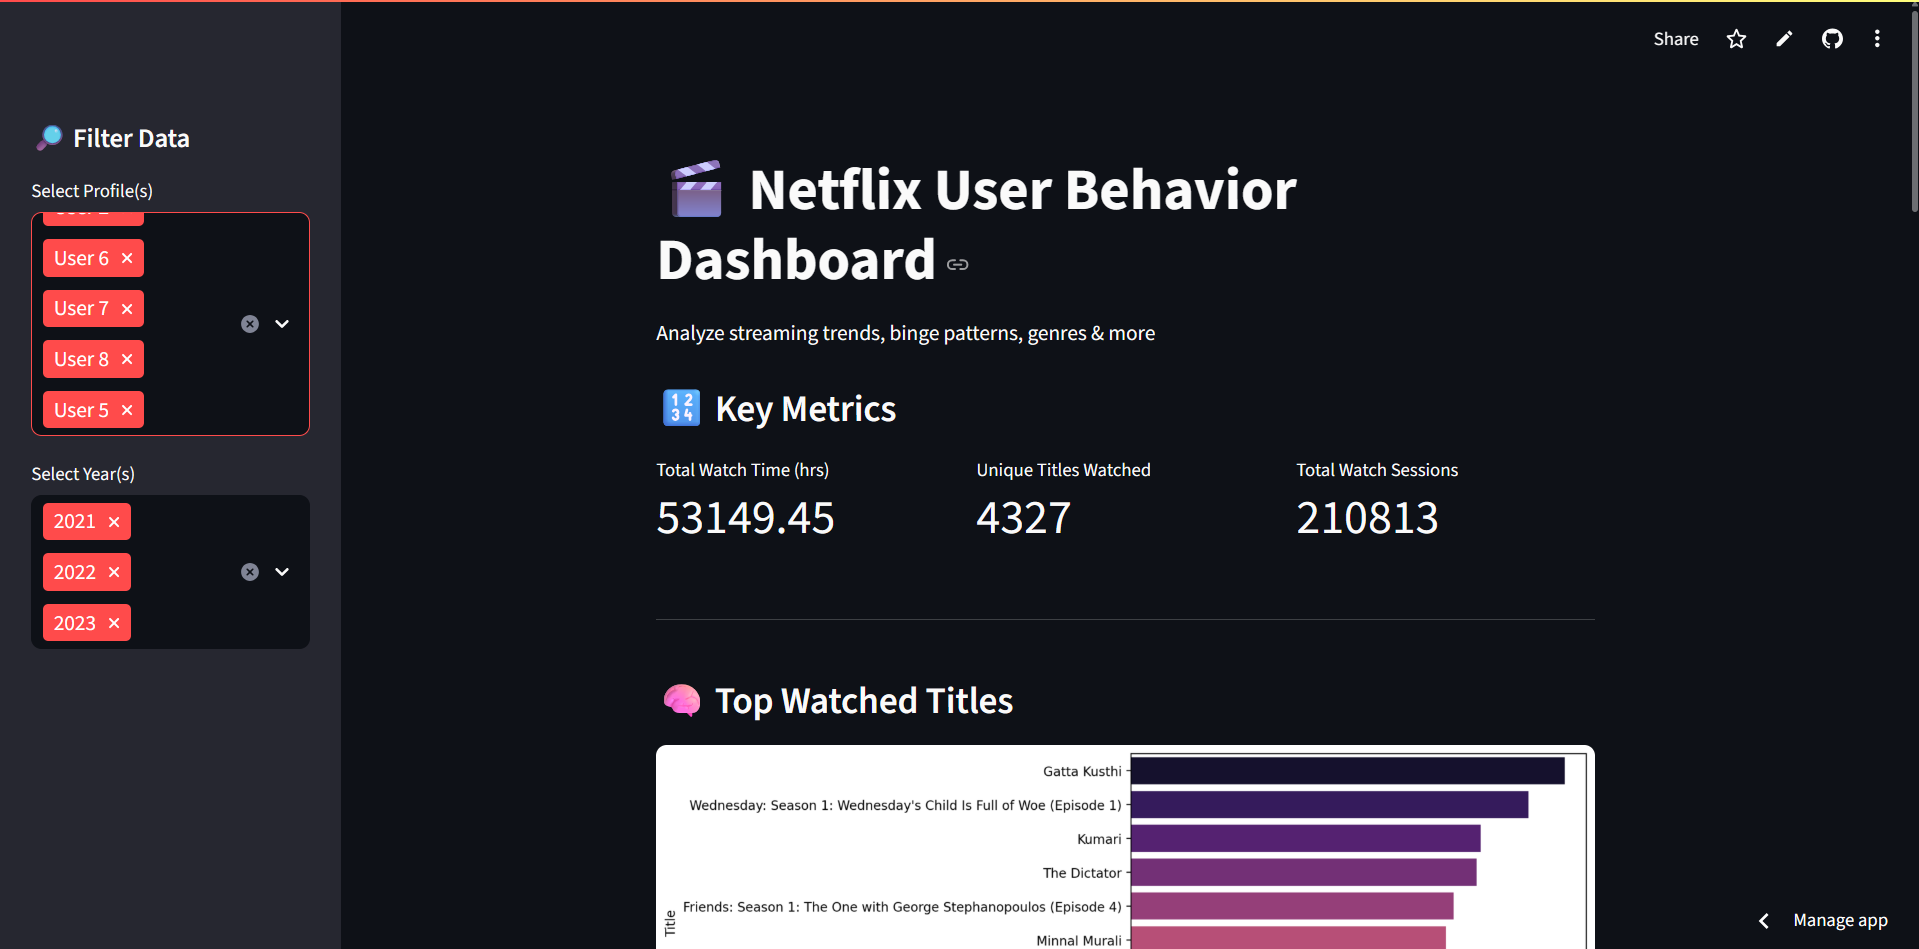 Share
Filter Data
Select Profile(s)
User 6
User 7
User 8
User 5
Select Year(s)
2021
2022
2023
Netflix User Behavior
Dashboard
Analyze streaming trends, binge patterns, genres & more
Key Metrics
Total Watch Time (hrs)
53149.45
Unique Titles Watched
4327
Total Watch Sessions
210813
Top Watched Titles
Title
Gatta Kusthi
Wednesday: Season 1: Wednesday's Child Is Full of Woe (Episode 1)
Kumari
The Dictator
Friends: Season 1: The One with George Stephanopoulos (Episode 4)
Minnal Murali
Manage app